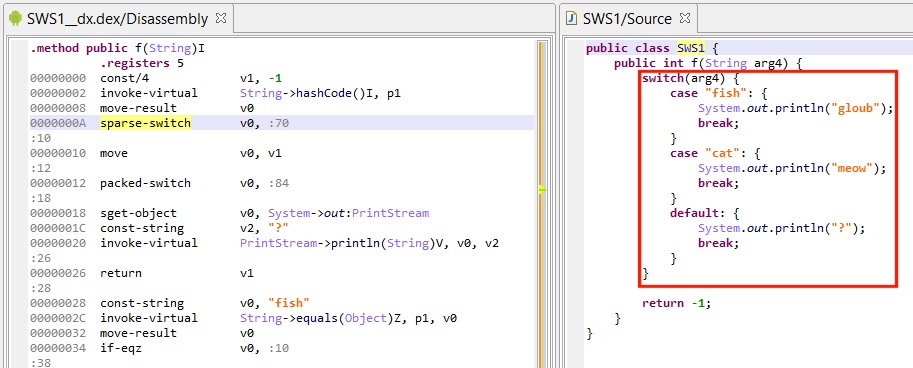 SWS1__dx.dex/Disassembly
.method public f(String)I
.registers 5
00000000 const/4 v1, -1
00000002 invoke-virtual String->hashCode()I, p1
00000008 move-result v0
0000000A sparse-switch v0, :70
:10
00000010 move v0, v1
:12
00000012 packed-switch v0, :84
:18
00000018 sget-object v0, System->out:PrintStream
0000001C const-string v2, "?"
00000020 invoke-virtual PrintStream->println(String)V, v0, v2
:26
00000026 return v1
:28
00000028 const-string v0, "fish"
0000002C invoke-virtual String->equals(Object)Z, p1, v0
00000032 move-result v0
00000034 if-eqz v0, :10
:38
SWS1/Source
public class SWS1 {
public int f(String arg4) {
switch(arg4) {
case "fish": {
System.out.println("gloub");
break;
}
case "cat": {
System.out.println("meow");
break;
}
default: {
System.out.println("?");
break;
}
}
return -1;
}
}